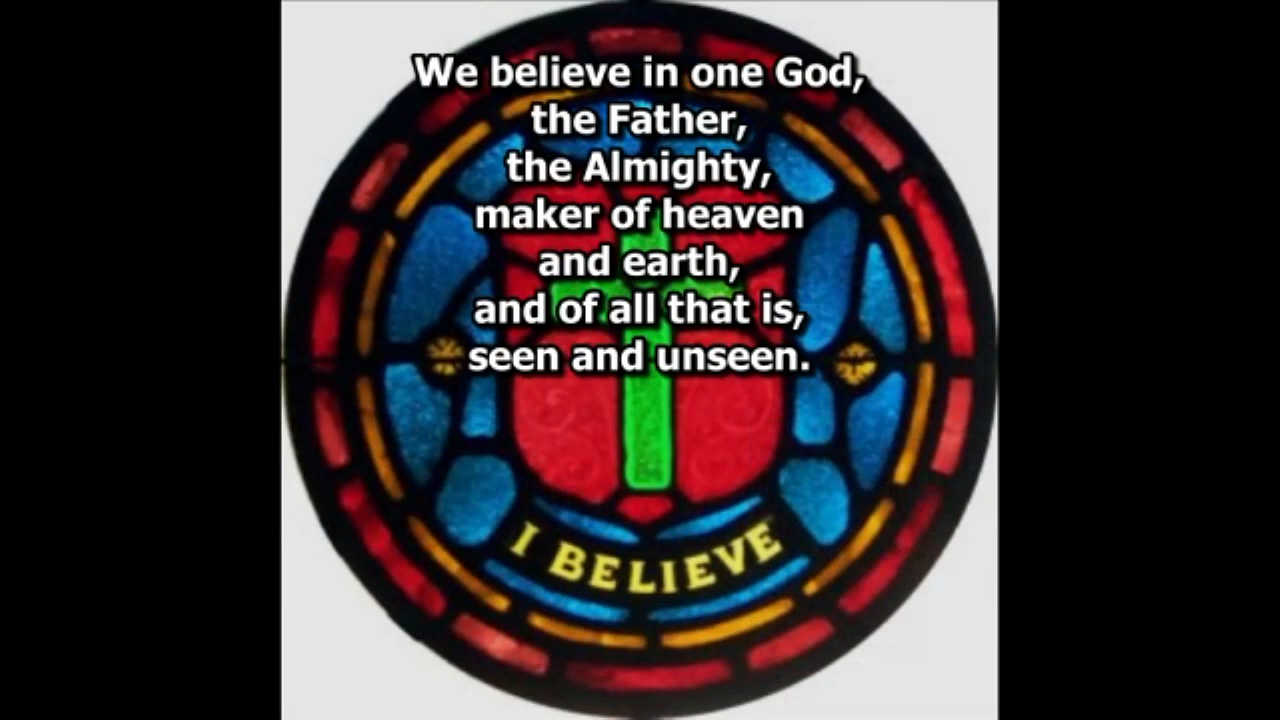 We believe in one God,
the Father,
the Almighty,
maker of heaven
and earth,
and of all that is,
seen and unseen.
I BELIEVE